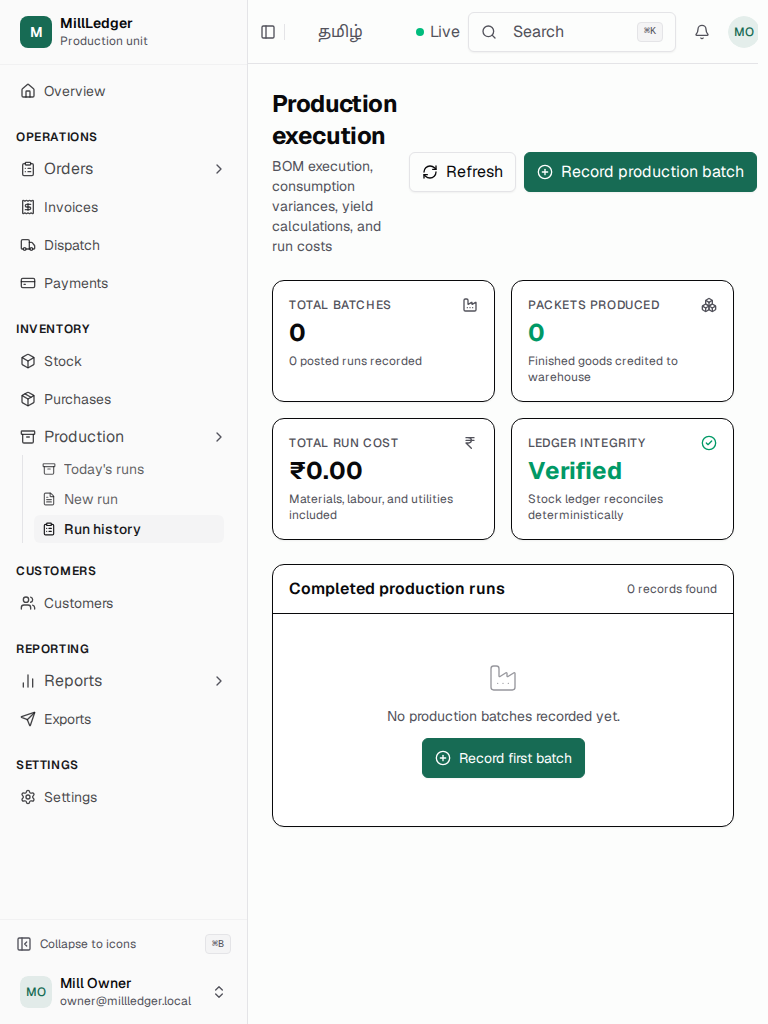 M
MillLedger
Production unit
Overview
OPERATIONS
Orders
Invoices
Dispatch
Payments
INVENTORY
Stock
Purchases
Production
Today's runs
New run
Run history
CUSTOMERS
Customers
REPORTING
Reports
Exports
SETTINGS
Settings
Collapse to icons ⌘B
MO
Mill Owner
owner@millledger.local
தமிழ்
Live
Search ⌘K
MO
Production
execution
BOM execution,
consumption
variances, yield
calculations, and
run costs
Refresh
Record production batch
TOTAL BATCHES
0
0 posted runs recorded
PACKETS PRODUCED
0
Finished goods credited to
warehouse
TOTAL RUN COST
₹
₹0.00
Materials, labour, and utilities
included
LEDGER INTEGRITY
Verified
Stock ledger reconciles
deterministically
Completed production runs
0 records found
No production batches recorded yet.
Record first batch